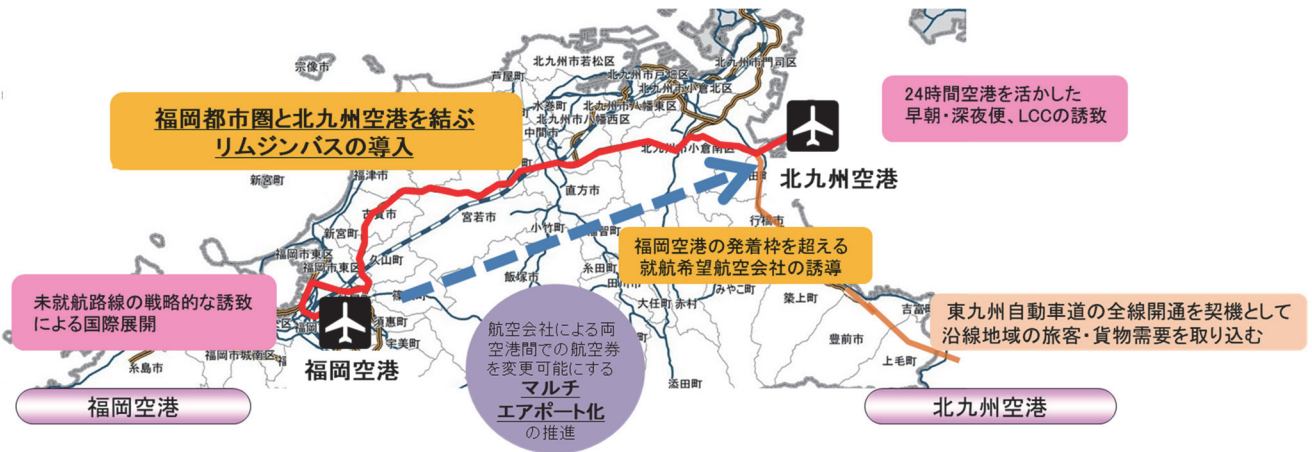 宗像市
北九州市若松区
北九州市門司区
芦屋町
北九州市戸畑区
北九州市小倉北区
水巻町
北九州市八幡東区
北九州市八幡西区
中間市
24時間空港を活かした
早朝・深夜便、LCCの誘致
福岡都市圏と北九州空港を結ぶ
リムジンバスの導入
北九州市小倉南区
北九州空港
新宮町
福津市
直方市
古賀市
宮若市
行橋市
小竹町
新宮町
福岡市東区
久山町
福岡市東区
福岡空港の発着枠を超える
就航希望航空会社の誘導
飯塚市
糸田町
みやこ町
大任町
赤村
築上町
未就航路線の戦略的な誘致
による国際展開
須惠町
宇美町
福岡空港
福岡市城南区
糸島市
航空会社による両
空港間での航空券
を変更可能にする
マルチ
エアポート化
の推進
豊前市
上毛町
添田町
東九州自動車道の全線開通を契機として
沿線地域の旅客・貨物需要を取り込む
福岡空港
北九州空港